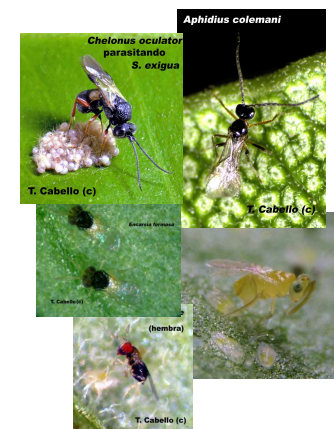 Aphidius colemani
Chelonus oculator
parasitando
S. exigua
T. Cabello (c)
T. Cabello (c)
Encarsia formosa
T. Cabello (c)
(hembra)
T. Cabello (c)